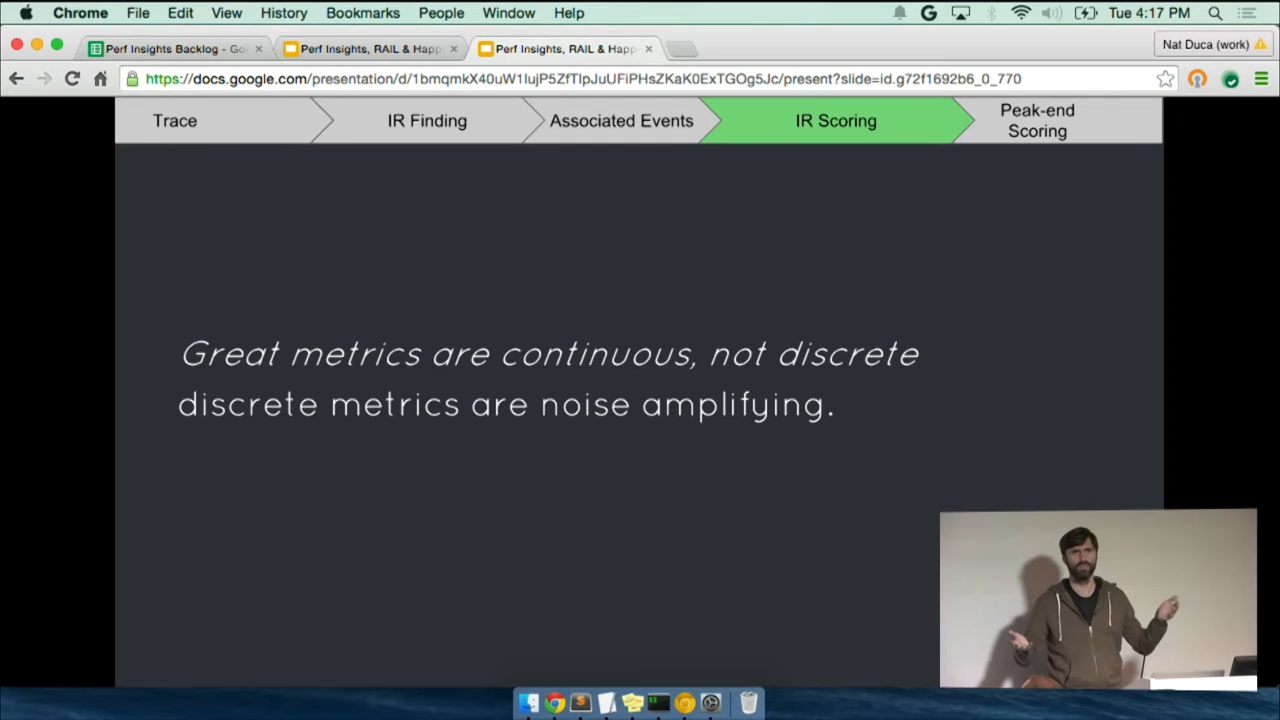 Chrome File Edit View History Bookmarks People Window Help Tue 4:17 PM
Perf Insights Backlog - Go
Perf Insights, RAIL & Happ
Perf Insights, RAIL & Happ
Nat Duca (work)
https://docs.google.com/presentation/d/1bmqmkX40uW1IujP5ZfTlpJuUFiPHsZKaK0ExTGOg5Jc/present?slide=id.g72f1692b6_0_770
Trace
IR Finding
Associated Events
IR Scoring
Peak-end
Scoring
Great metrics are continuous, not discrete
discrete metrics are noise amplifying.